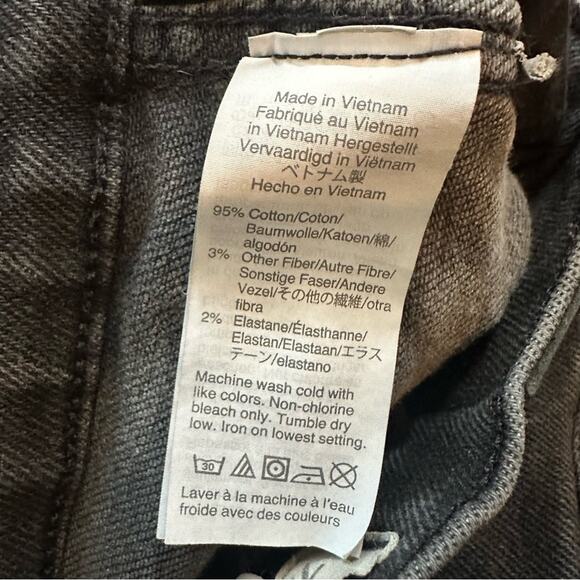 Made in Vietnam
Fabriqué au Vietnam
in Vietnam Hergestellt
Vervaardigd in Viëtnam
ベトナム製
Hecho en Vietnam
95% Cotton/Coton/
Baumwolle/Katoen/綿/
algodón
3% Other Fiber/Autre Fibre/
Sonstige Faser/Andere
Vezel/その他の繊維/otra
fibra
2% Elastane/Élasthanne/
Elastan/Elastaan/エラス
テーン/elastano
Machine wash cold with
like colors. Non-chlorine
bleach only. Tumble dry
low. Iron on lowest setting.
30
Laver à la machine à l'eau
froide avec des couleurs